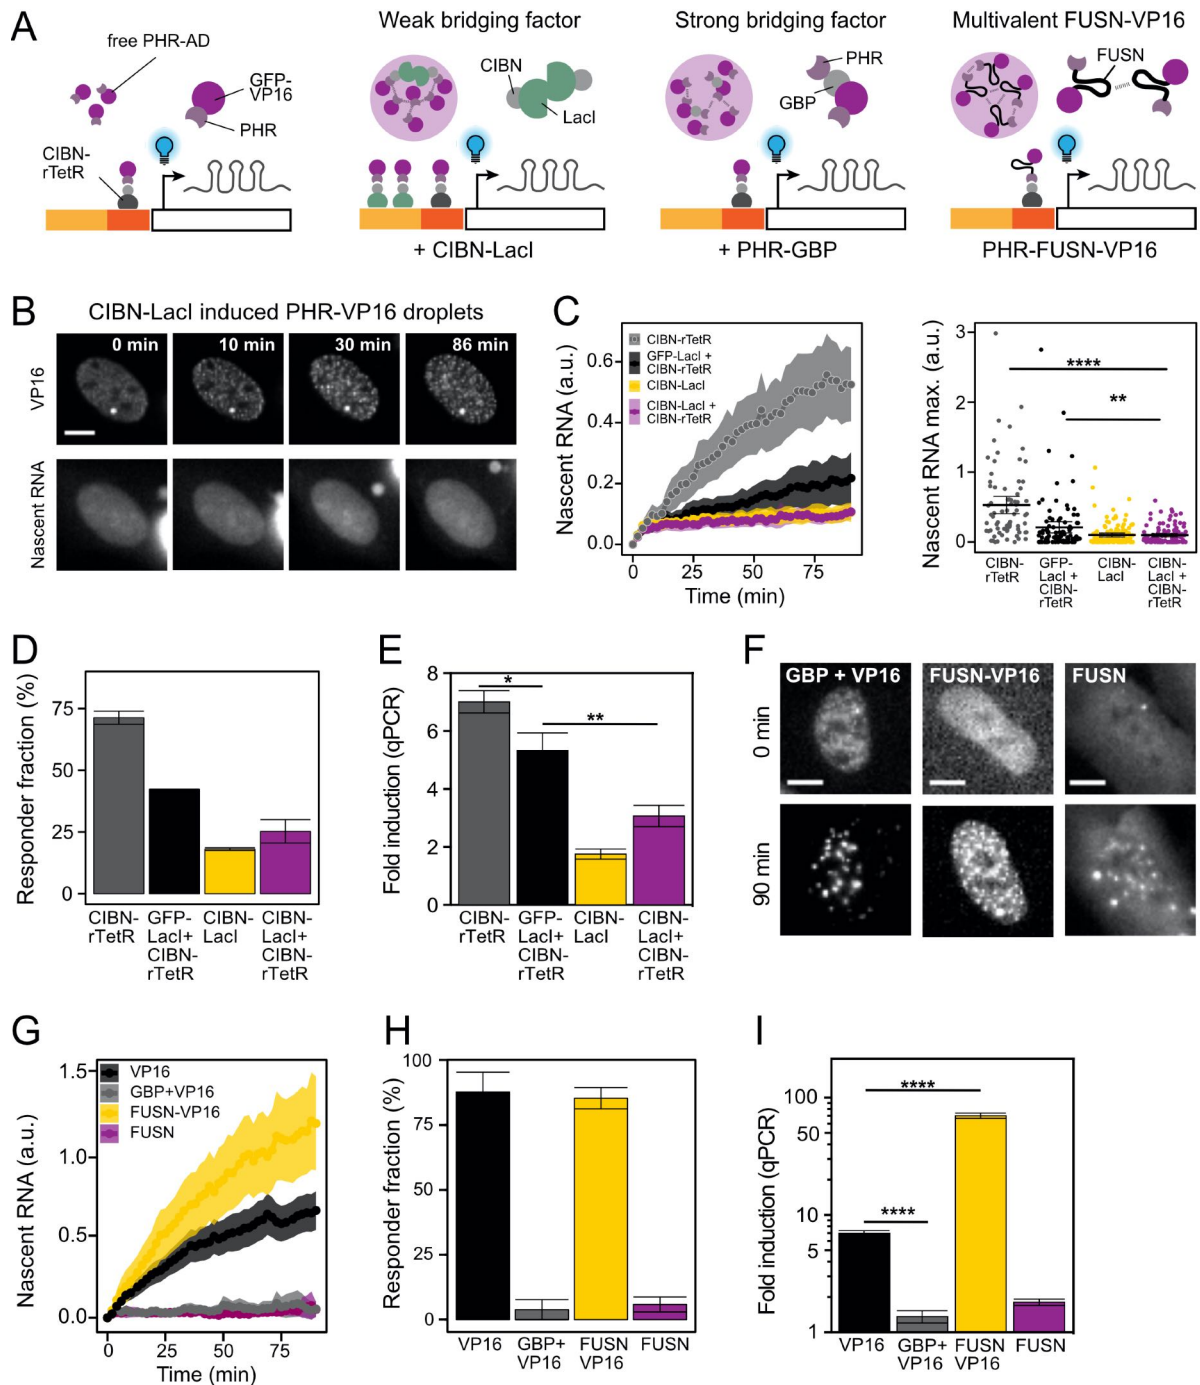 A
free PHR-AD
GFP-
VP16
PHR
CIBN-
rTetR
Weak bridging factor
CIBN
LacI
+ CIBN-LacI
Strong bridging factor
PHR
GBP
+ PHR-GBP
Multivalent FUSN-VP16
FUSN
PHR-FUSN-VP16
B
CIBN-LacI induced PHR-VP16 droplets
0 min
10 min
30 min
86 min
VP16
Nascent RNA
C
Nascent RNA (a.u.)
0.6
0.4
0.2
0.0
CIBN-rTetR
GFP-LacI +
CIBN-rTetR
CIBN-LacI
CIBN-LacI +
CIBN-rTetR
0
25
50
75
Time (min)
Nascent RNA max. (a.u.)
3
2
1
0
****
**
CIBN-
rTetR
GFP-
LacI +
CIBN-
rTetR
CIBN-
LacI
CIBN-
LacI +
CIBN-
rTetR
D
Responder fraction (%)
75
50
25
0
CIBN-
rTetR
GFP-
LacI+
CIBN-
rTetR
CIBN-
LacI
CIBN-
LacI+
CIBN-
rTetR
E
Fold induction (qPCR)
8
6
4
2
0
*
**
CIBN-
rTetR
GFP-
LacI+
CIBN-
rTetR
CIBN-
LacI
CIBN-
LacI+
CIBN-
rTetR
F
GBP + VP16
FUSN-VP16
FUSN
0 min
90 min
G
Nascent RNA (a.u.)
1.5
1.0
0.5
0.0
VP16
GBP+VP16
FUSN-VP16
FUSN
0
25
50
75
Time (min)
H
Responder fraction (%)
100
75
50
25
0
VP16
GBP+
VP16
FUSN
VP16
FUSN
I
Fold induction (qPCR)
100
50
10
5
1
****
****
VP16
GBP+
VP16
FUSN
VP16
FUSN